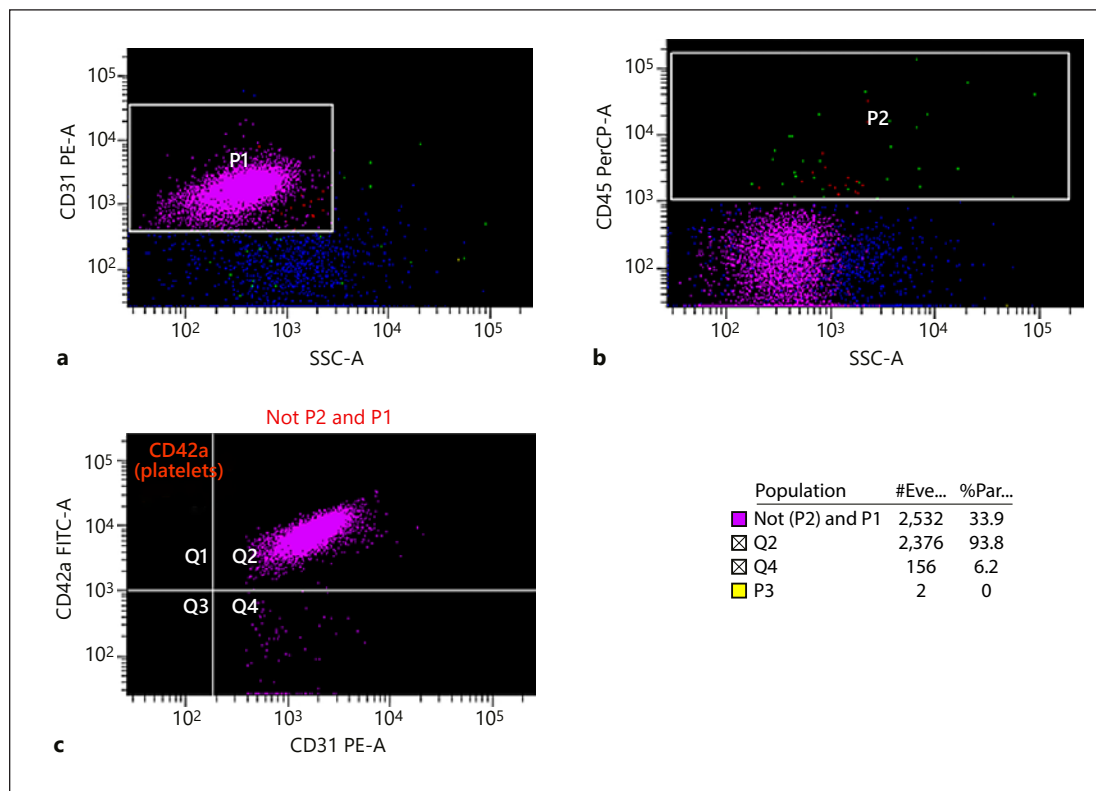 10⁵
10⁴
10³
10²
CD31 PE-A
P1
10² 10³ 10⁴ 10⁵
SSC-A
a
10⁵
10⁴
10³
10²
CD45 PerCP-A
P2
10² 10³ 10⁴ 10⁵
SSC-A
b
Not P2 and P1
CD42a
(platelets)
10⁵
10⁴
10³
10²
CD42a FITC-A
Q1 Q2
Q3 Q4
10² 10³ 10⁴ 10⁵
CD31 PE-A
c
Population #Eve... %Par...
Not (P2) and P1 2,532 33.9
Q2 2,376 93.8
Q4 156 6.2
P3 2 0